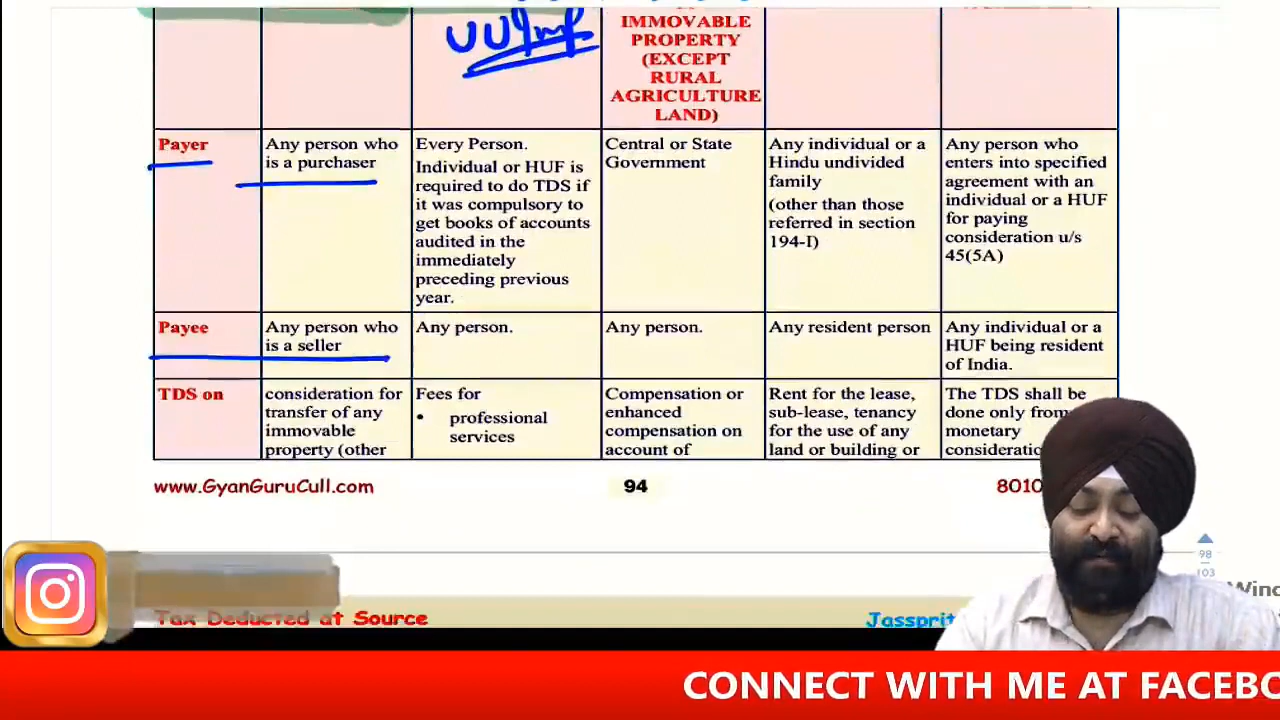 IMMOVABLE
PROPERTY
(EXCEPT
RURAL
AGRICULTURE
LAND)
Payer
Any person who
is a purchaser
Every Person.
Individual or HUF is
required to do TDS if
it was compulsory to
get books of accounts
audited in the
immediately
preceding previous
year.
Central or State
Government
Any individual or a
Hindu undivided
family
(other than those
referred in section
194-I)
Any person who
enters into specified
agreement with an
individual or a HUF
for paying
consideration u/s
45(5A)
Payee
Any person who
is a seller
Any person.
Any person.
Any resident person
Any individual or a
HUF being resident
of India.
TDS on
consideration for
transfer of any
immovable
property (other
Fees for
• professional
services
Compensation or
enhanced
compensation on
account of
Rent for the lease,
sub-lease, tenancy
for the use of any
land or building or
The TDS shall be
done only from
monetary
www.GyanGuruCull.com
94
8010
98
103
Tax Deducted at Source
Jassprit
CONNECT WITH ME AT FACEBO